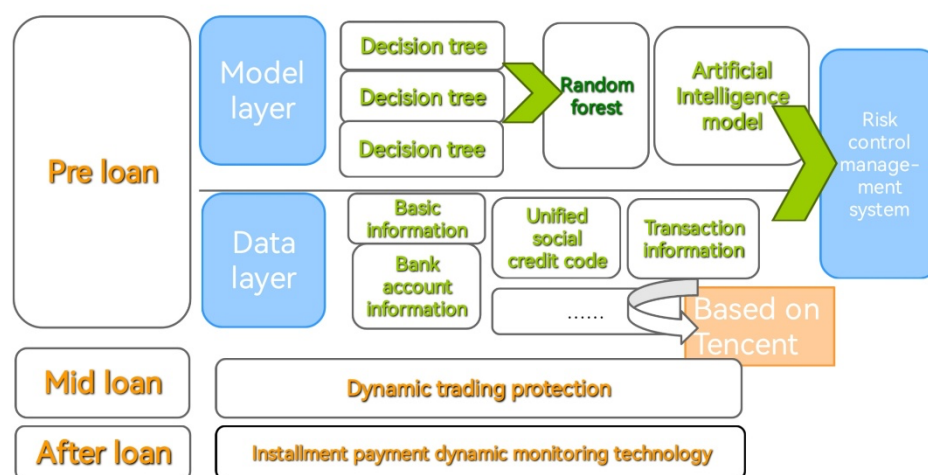 Pre loan
Model
layer
Decision tree
Decision tree
Decision tree
Random
forest
Artificial
Intelligence
model
Risk
control
manage-
ment
system
Data
layer
Basic
information
Bank
account
information
Unified
social
credit code
Transaction
information
......
Based on
Tencent
Mid loan
Dynamic trading protection
After loan
Installment payment dynamic monitoring technology